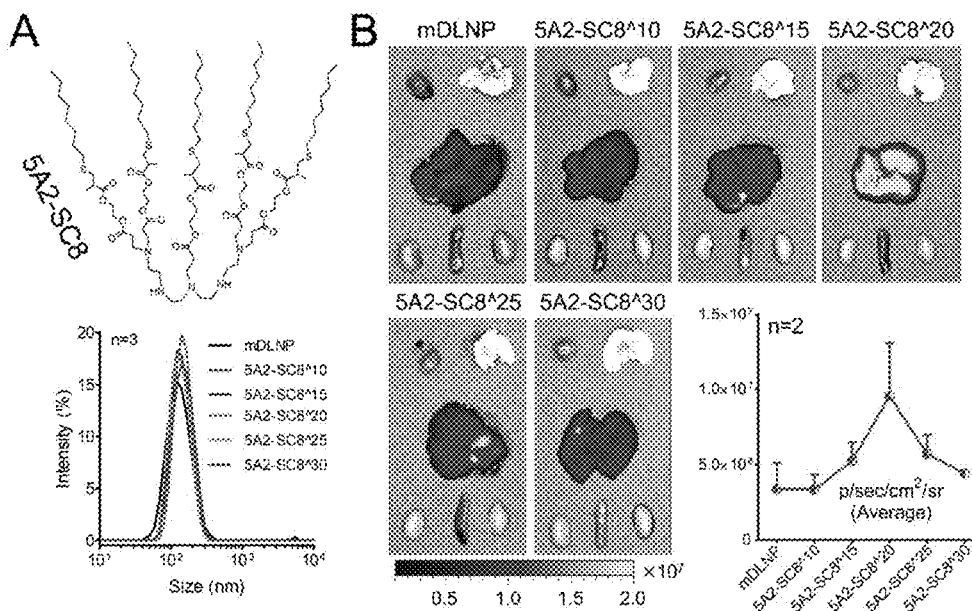 A
5A2-SC8
n=3
mDLNP
5A2-SC8^10
5A2-SC8^15
5A2-SC8^20
5A2-SC8^25
5A2-SC8^30
Intensity (%)
20
15
10
5
0
10¹ 10² 10³ 10⁴
Size (nm)
B
mDLNP 5A2-SC8^10 5A2-SC8^15 5A2-SC8^20
5A2-SC8^25 5A2-SC8^30
0.5 1.0 1.5 2.0 ×10⁷
n=2
1.5×10⁷
1.0×10⁷
5.0×10⁶
0
p/sec/cm²/sr
(Average)
mDLNP
5A2-SC8^10
5A2-SC8^15
5A2-SC8^20
5A2-SC8^25
5A2-SC8^30